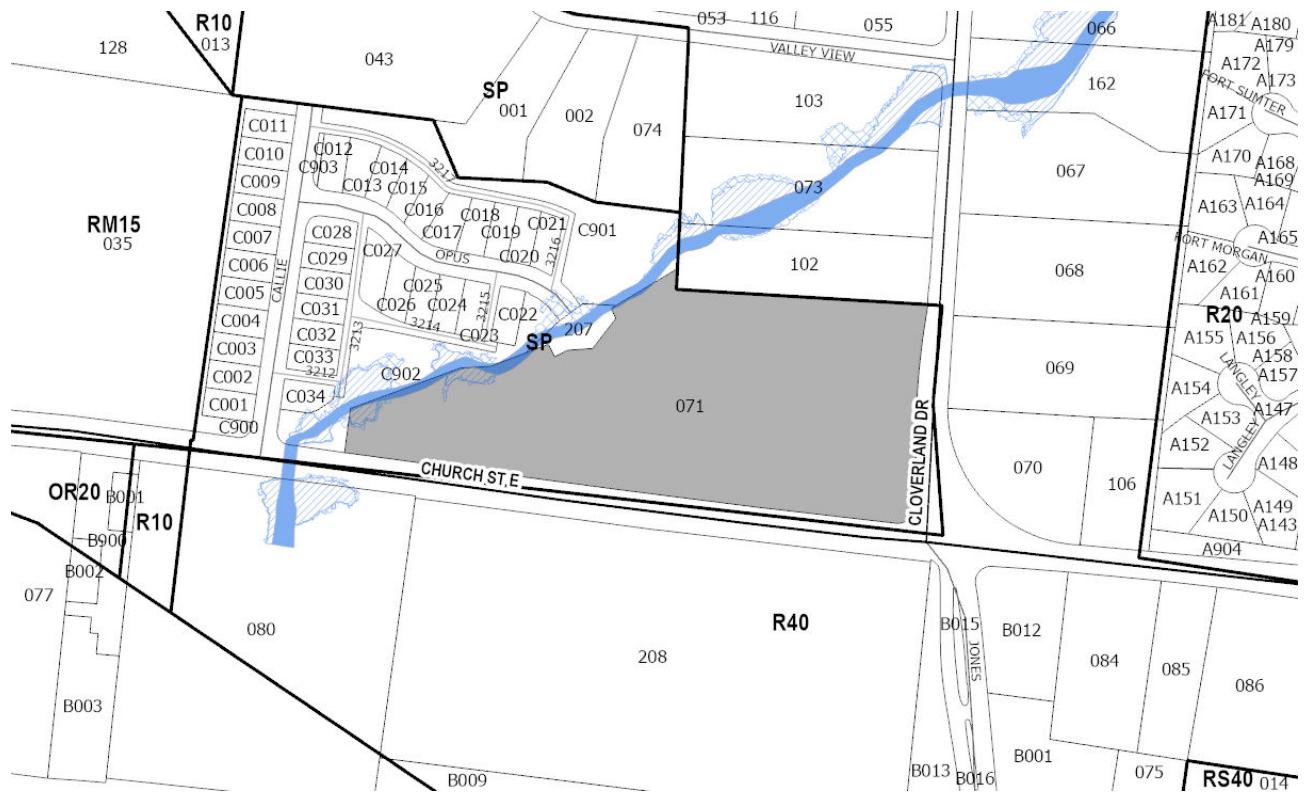 R10
013
128
043
053
116
055
VALLEY VIEW
066
A181
A180
A179
A172
A173
FORT SUMTER
A171
162
SP
001
002
074
103
C011
C010
C009
C008
C007
C006
C005
C004
C003
C002
C001
C900
CALLIE
C012
C903
C013
C014
C015
C016
C017
3217
C018
C019
C020
C021
3216
C901
073
067
A170
A168
A169
A163
A164
A165
FORT MORGAN
A162
A160
A161
A159
RM15
035
C028
C029
C030
C031
C032
C033
3212
3213
C034
C027
OPUS
C025
C026
C024
3214
3215
C022
C023
C902
207
SP
102
068
R20
A155
A156
A158
A157
A154
LANGLEY
A153
A147
A152
LANGLEY
A148
A151
A150
A149
A143
A904
069
071
CLOVERLAND DR
070
106
CHURCH ST, E
OR20
B001
R10
B900
B002
077
B003
080
208
R40
B009
B015
JONES
B012
084
085
086
B013
B016
B001
075
RS40
014